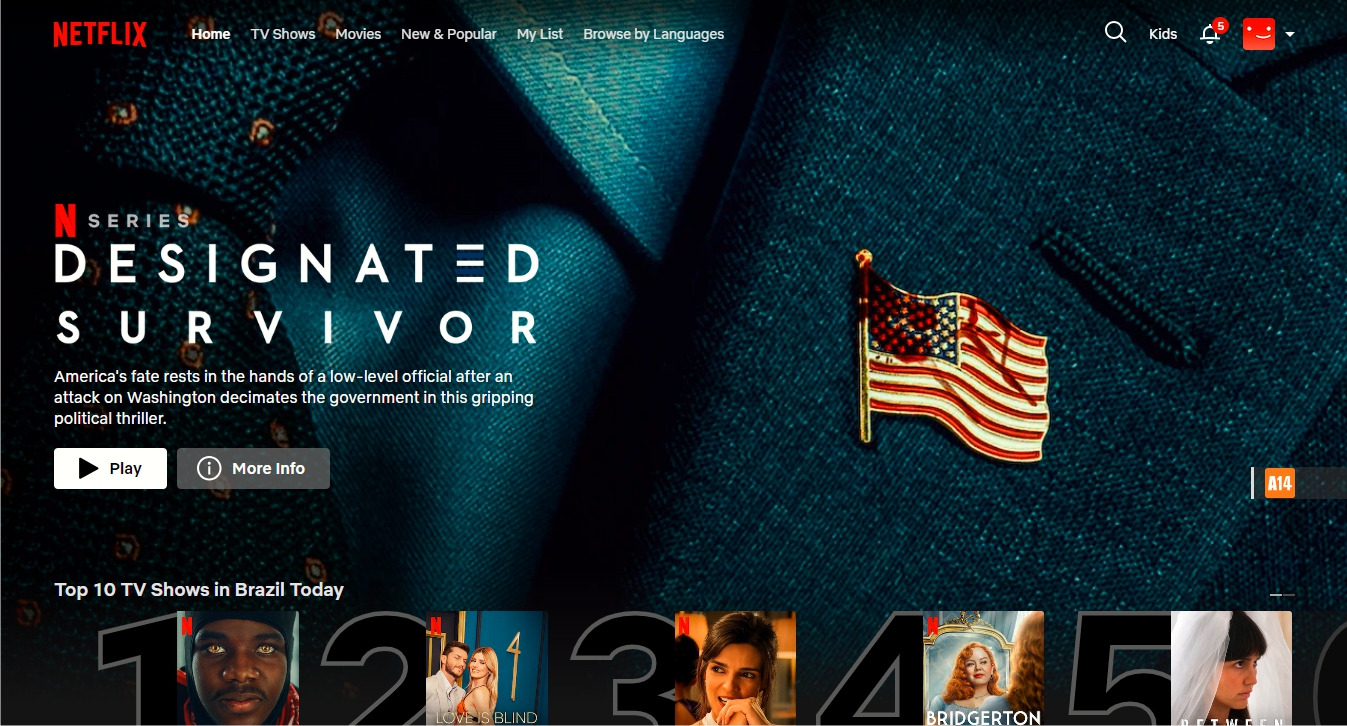 NETFLIX
Home TV Shows Movies New & Popular My List Browse by Languages
Kids
5
N SERIES
DESIGNATED
SURVIVOR
America's fate rests in the hands of a low-level official after an
attack on Washington decimates the government in this gripping
political thriller.
Play
More Info
A14
Top 10 TV Shows in Brazil Today
1
N
2
N
4
LOVE IS BLIND
3
N
4
N
BRIDGERTON
5
BETWEEN